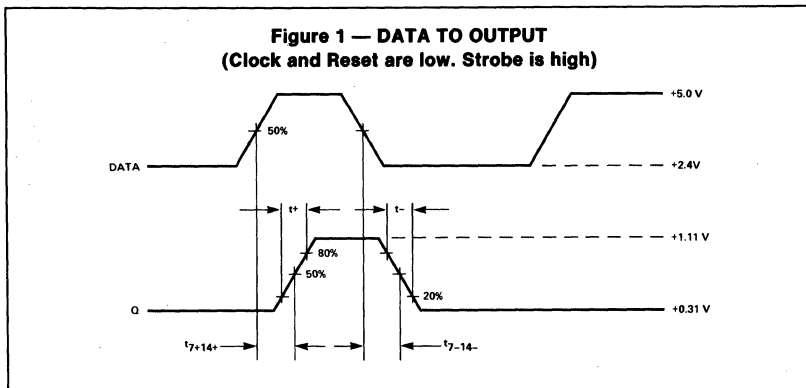 Figure 1 — DATA TO OUTPUT
(Clock and Reset are low. Strobe is high)
+5.0 V
50%
DATA
+2.4V
t+
t-
+1.11 V
80%
50%
20%
Q
+0.31 V
t7+14+
t7-14-